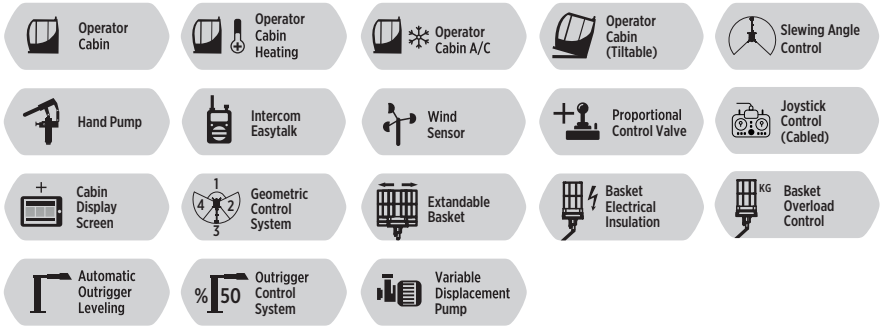 Operator
Cabin
Operator
Cabin
Heating
Operator
Cabin A/C
Operator
Cabin
(Tiltable)
Slewing Angle
Control
Hand Pump
Intercom
Easytalk
Wind
Sensor
Proportional
Control Valve
Joystick
Control
(Cabled)
Cabin
Display
Screen
1
4 2
3
Geometric
Control
System
Extandable
Basket
Basket
Electrical
Insulation
KG
Basket
Overload
Control
Automatic
Outrigger
Leveling
% 50
Outrigger
Control
System
Variable
Displacement
Pump